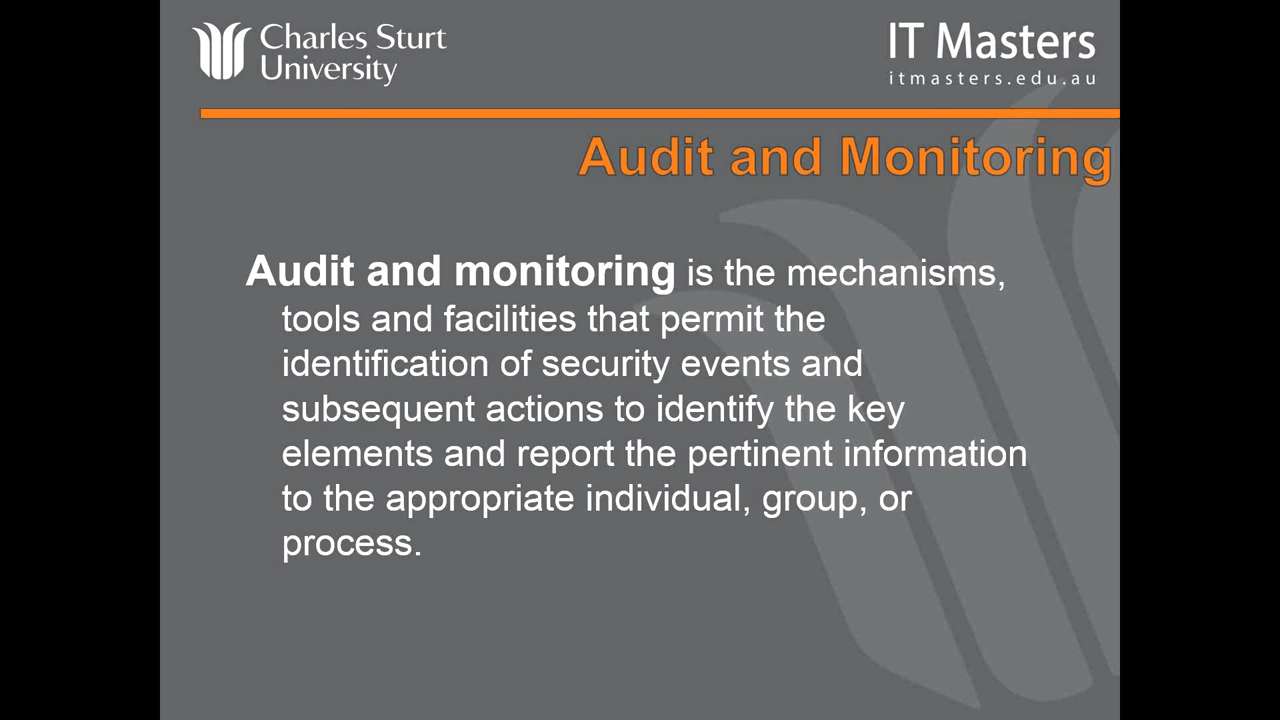 Charles Sturt
University
IT Masters
itmasters.edu.au
Audit and Monitoring
Audit and monitoring is the mechanisms,
tools and facilities that permit the
identification of security events and
subsequent actions to identify the key
elements and report the pertinent information
to the appropriate individual, group, or
process.